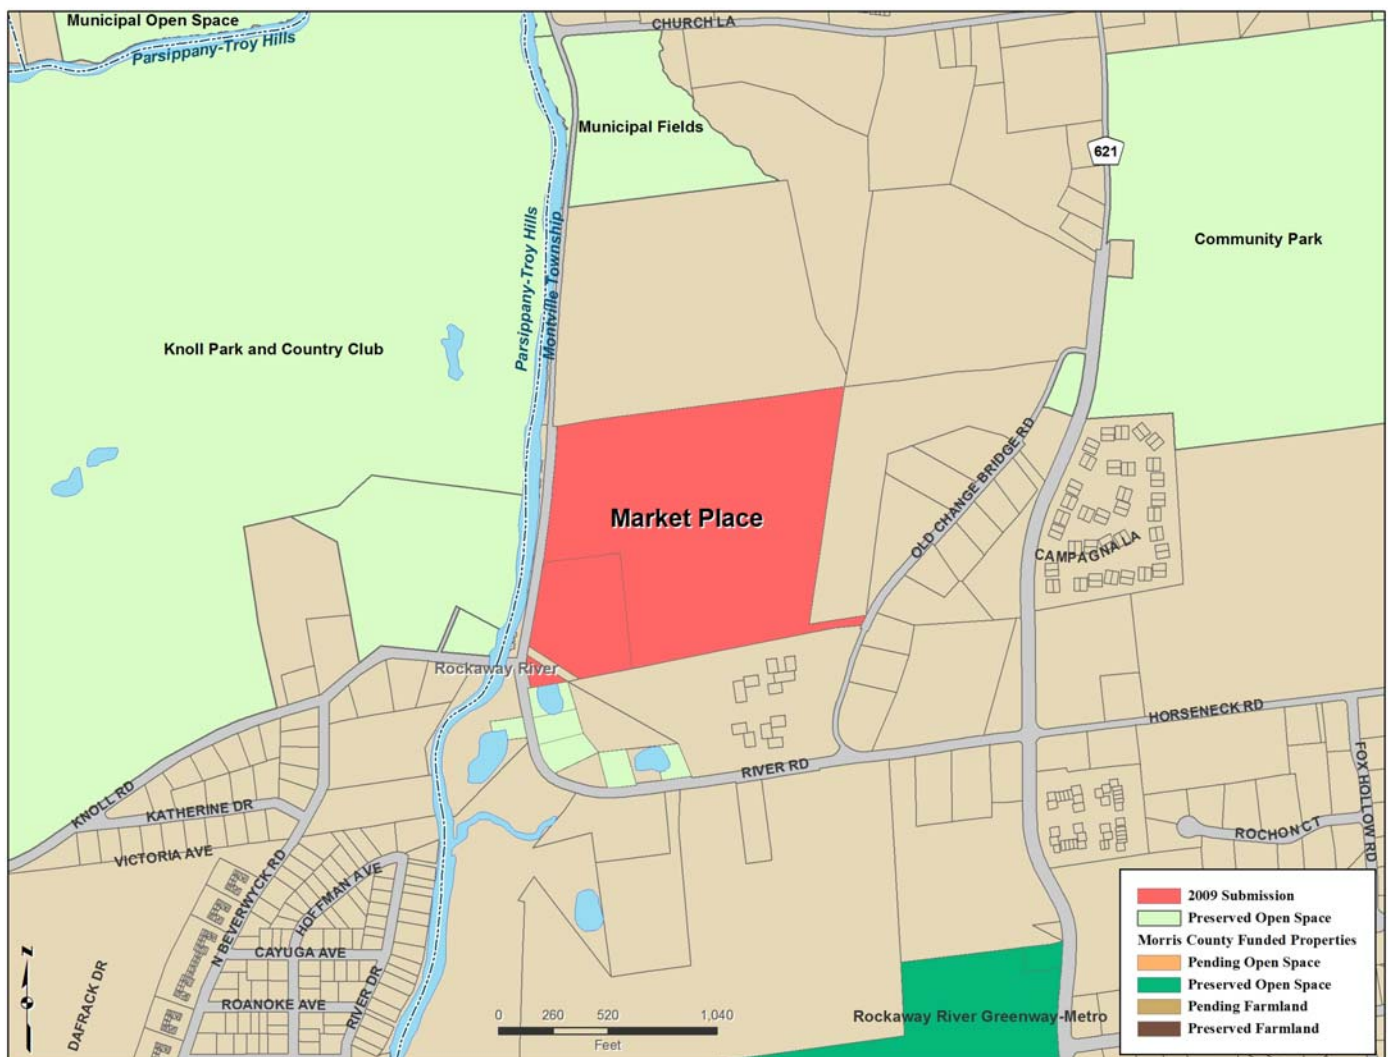 Municipal Open Space
Parsippany-Troy Hills
CHURCH LA
Municipal Fields
621
Parsippany-Troy Hills
Montville Township
Community Park
Knoll Park and Country Club
Market Place
OLD CHANGE BRIDGE RD
CAMPAGNA LA
Rockaway River
HORSENECK RD
RIVER RD
FOX HOLLOW RD
KNOLL RD
KATHERINE DR
ROCHON CT
VICTORIA AVE
N BEVERWYCK RD
HOFFMAN AVE
CAYUGA AVE
ROANOKE AVE
RIVER DR
DAFRACK DR
N
0 260 520 1,040
Feet
Rockaway River Greenway-Metro
2009 Submission
Preserved Open Space
Morris County Funded Properties
Pending Open Space
Preserved Open Space
Pending Farmland
Preserved Farmland